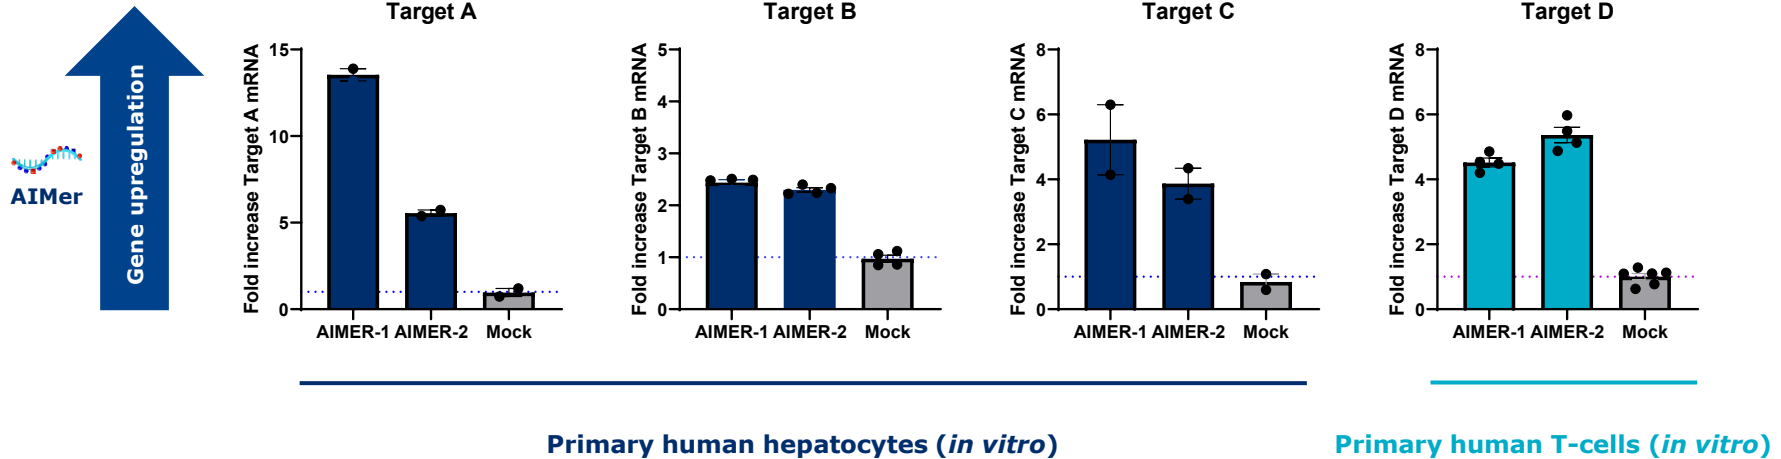 Gene upregulation
AIMer
Target A
Fold increase Target A mRNA
15
10
5
0
AIMER-1 AIMER-2 Mock
Target B
Fold increase Target B mRNA
5
4
3
2
1
0
AIMER-1 AIMER-2 Mock
Target C
Fold increase Target C mRNA
8
6
4
2
0
AIMER-1 AIMER-2 Mock
Target D
Fold increase Target D mRNA
8
6
4
2
0
AIMER-1 AIMER-2 Mock
Primary human hepatocytes (in vitro)
Primary human T-cells (in vitro)